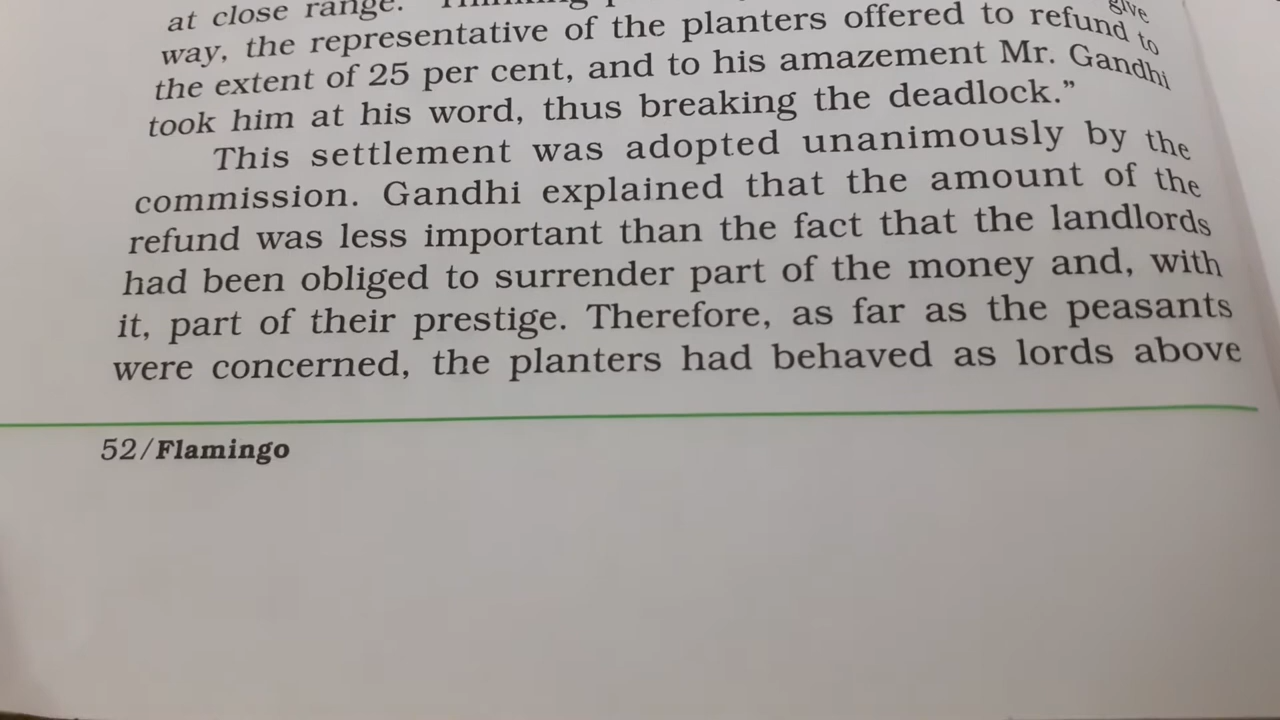 at close range.
give
way, the representative of the planters offered to refund to
the extent of 25 per cent, and to his amazement Mr. Gandhi
took him at his word, thus breaking the deadlock.”
This settlement was adopted unanimously by the
commission. Gandhi explained that the amount of the
refund was less important than the fact that the landlords
had been obliged to surrender part of the money and, with
it, part of their prestige. Therefore, as far as the peasants
were concerned, the planters had behaved as lords above
52/Flamingo